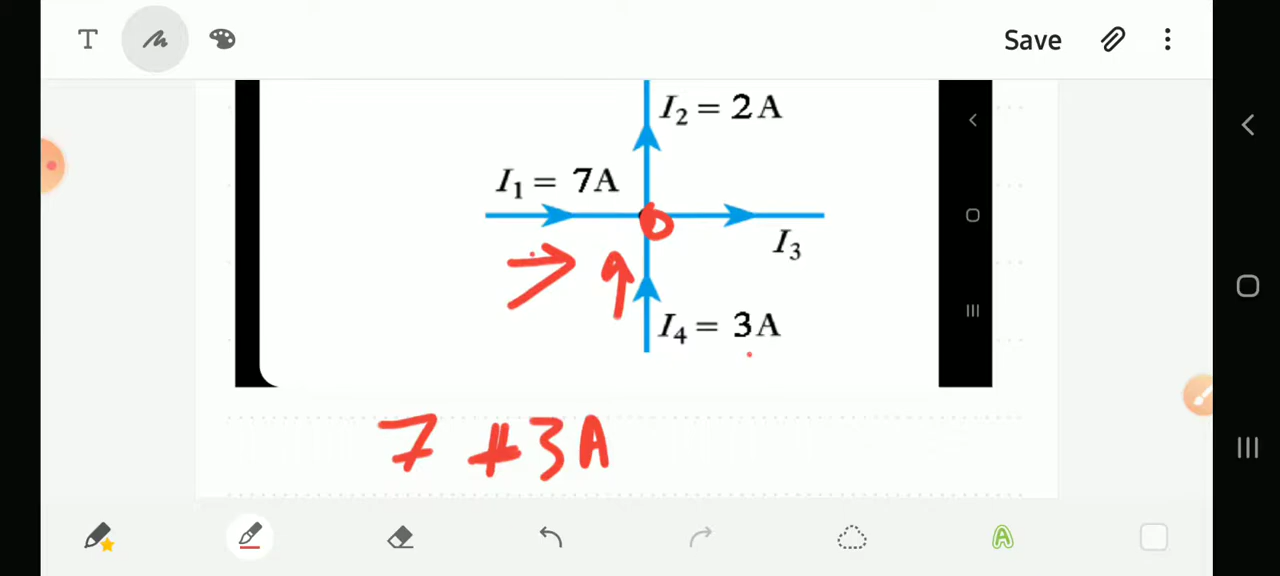 T
Save
I₂ = 2A
I₁ = 7A
I₃
I₄ = 3A
7 + 3A
A